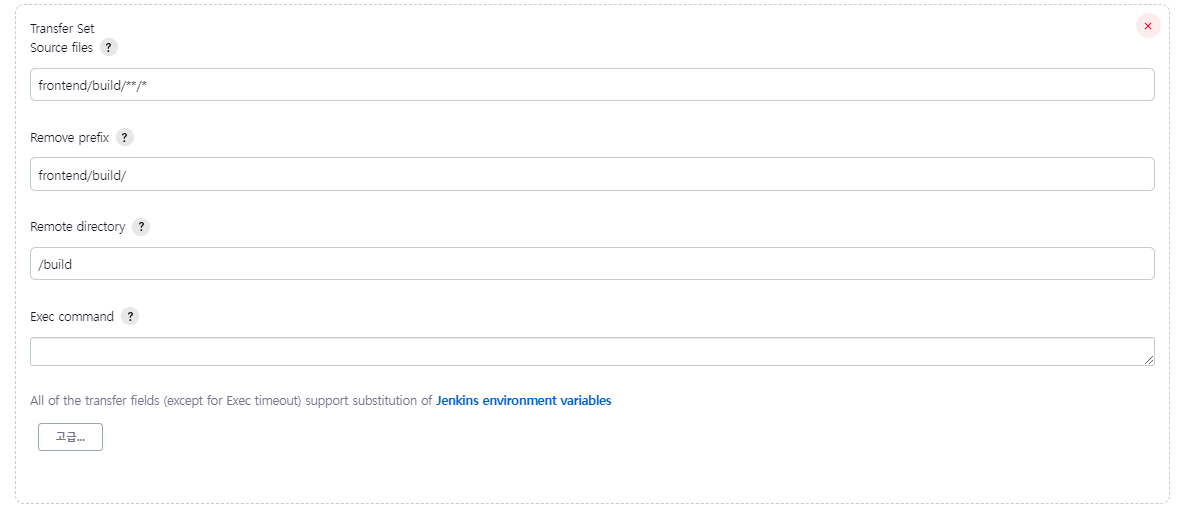 Transfer Set
Source files ?
frontend/build/**/*
Remove prefix ?
frontend/build/
Remote directory ?
/build
Exec command ?
All of the transfer fields (except for Exec timeout) support substitution of Jenkins environment variables
고급...